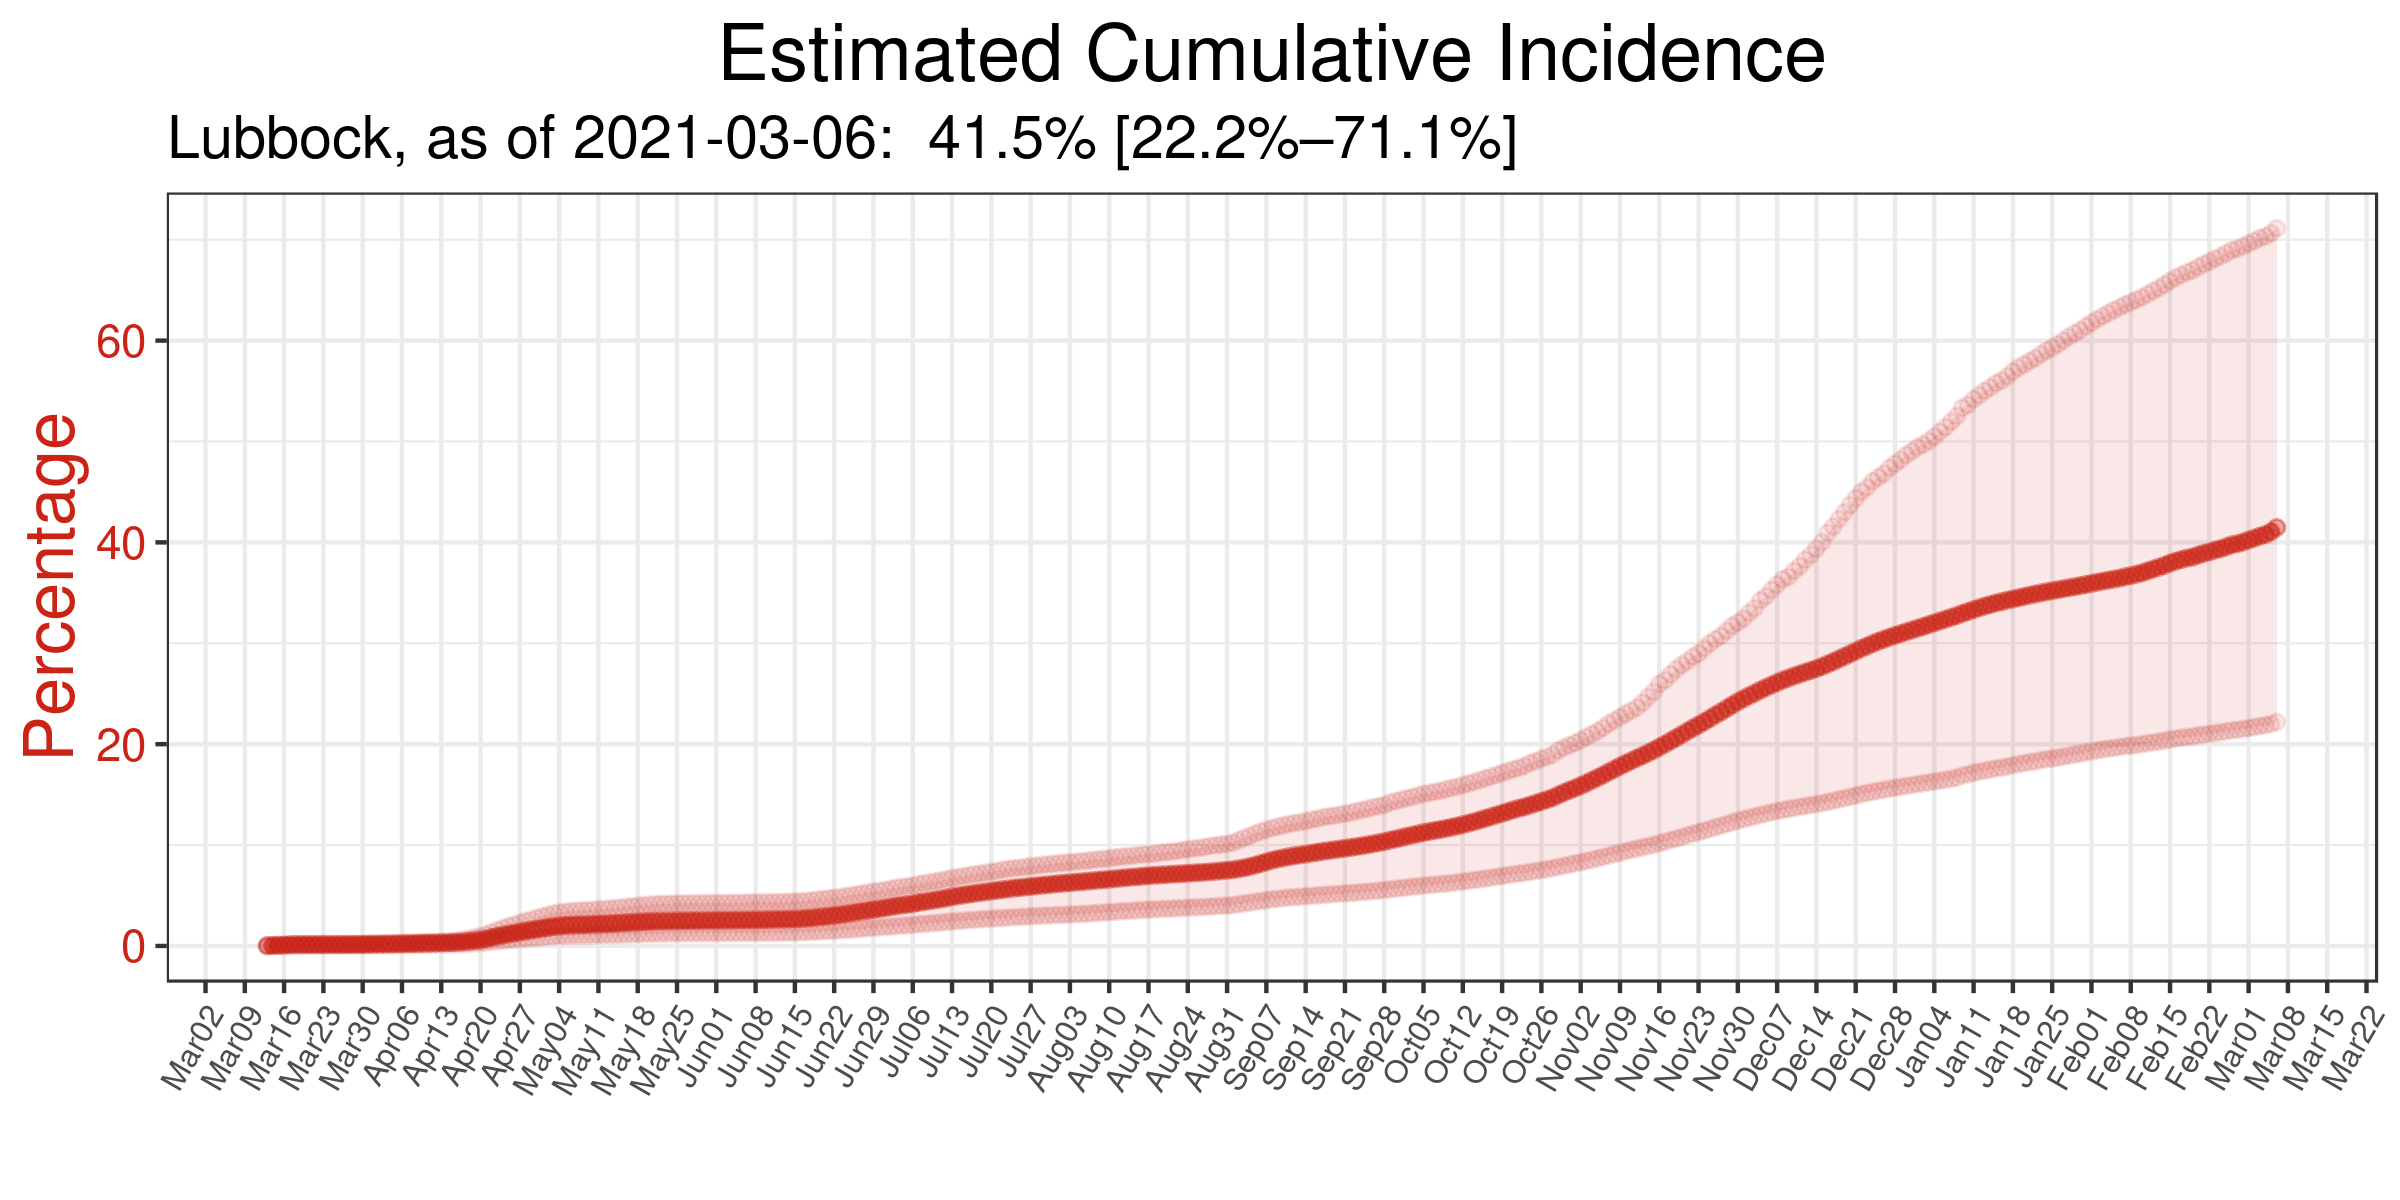 Estimated Cumulative Incidence
Lubbock, as of 2021-03-06:  41.5% [22.2%–71.1%]
Percentage
60
40
20
0
Mar02
Mar09
Mar16
Mar23
Mar30
Apr06
Apr13
Apr20
Apr27
May04
May11
May18
May25
Jun01
Jun08
Jun15
Jun22
Jun29
Jul06
Jul13
Jul20
Jul27
Aug03
Aug10
Aug17
Aug24
Aug31
Sep07
Sep14
Sep21
Sep28
Oct05
Oct12
Oct19
Oct26
Nov02
Nov09
Nov16
Nov23
Nov30
Dec07
Dec14
Dec21
Dec28
Jan04
Jan11
Jan18
Jan25
Feb01
Feb08
Feb15
Feb22
Mar01
Mar08
Mar15
Mar22